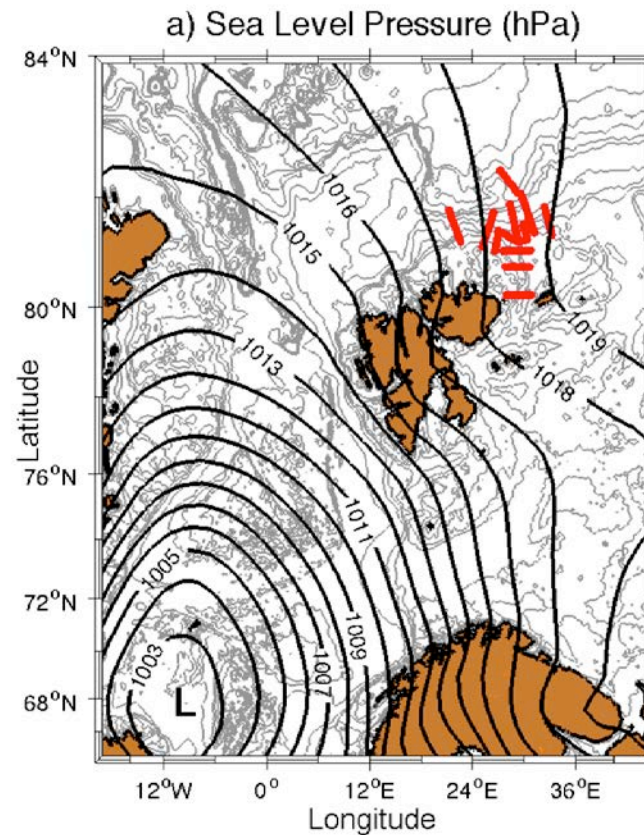 a) Sea Level Pressure (hPa)
84°N
1016
1015
80°N
1019
1013
1018
Latitude
76°N
1011
1005
72°N
1009
1003
1007
L
68°N
12°W 0° 12°E 24°E 36°E
Longitude